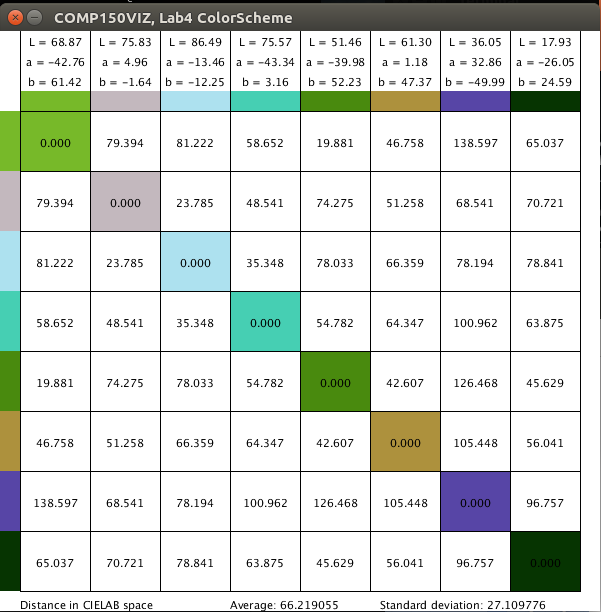 COMP150VIZ, Lab4 ColorScheme
L = 68.87 L = 75.83 L = 86.49 L = 75.57 L = 51.46 L = 61.30 L = 36.05 L = 17.93
a = −42.76 a = 4.96 a = −13.46 a = −43.34 a = −39.98 a = 1.18 a = 32.86 a = −26.05
b = 61.42 b = −1.64 b = −12.25 b = 3.16 b = 52.23 b = 47.37 b = −49.99 b = 24.59
0.000 79.394 81.222 58.652 19.881 46.758 138.597 65.037
79.394 0.000 23.785 48.541 74.275 51.258 68.541 70.721
81.222 23.785 0.000 35.348 78.033 66.359 78.194 78.841
58.652 48.541 35.348 0.000 54.782 64.347 100.962 63.875
19.881 74.275 78.033 54.782 0.000 42.607 126.468 45.629
46.758 51.258 66.359 64.347 42.607 0.000 105.448 56.041
138.597 68.541 78.194 100.962 126.468 105.448 0.000 96.757
65.037 70.721 78.841 63.875 45.629 56.041 96.757 0.000
Distance in CIELAB space Average: 66.219055 Standard deviation: 27.109776